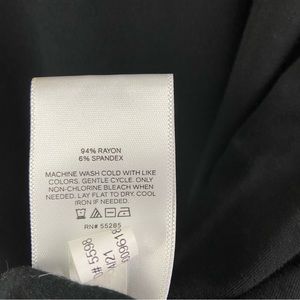 94% RAYON
6% SPANDEX
MACHINE WASH COLD WITH LIKE
COLORS. GENTLE CYCLE. ONLY
NON-CHLORINE BLEACH WHEN
NEEDED. LAY FLAT TO DRY. COOL
IRON IF NEEDED.
RN# 55285